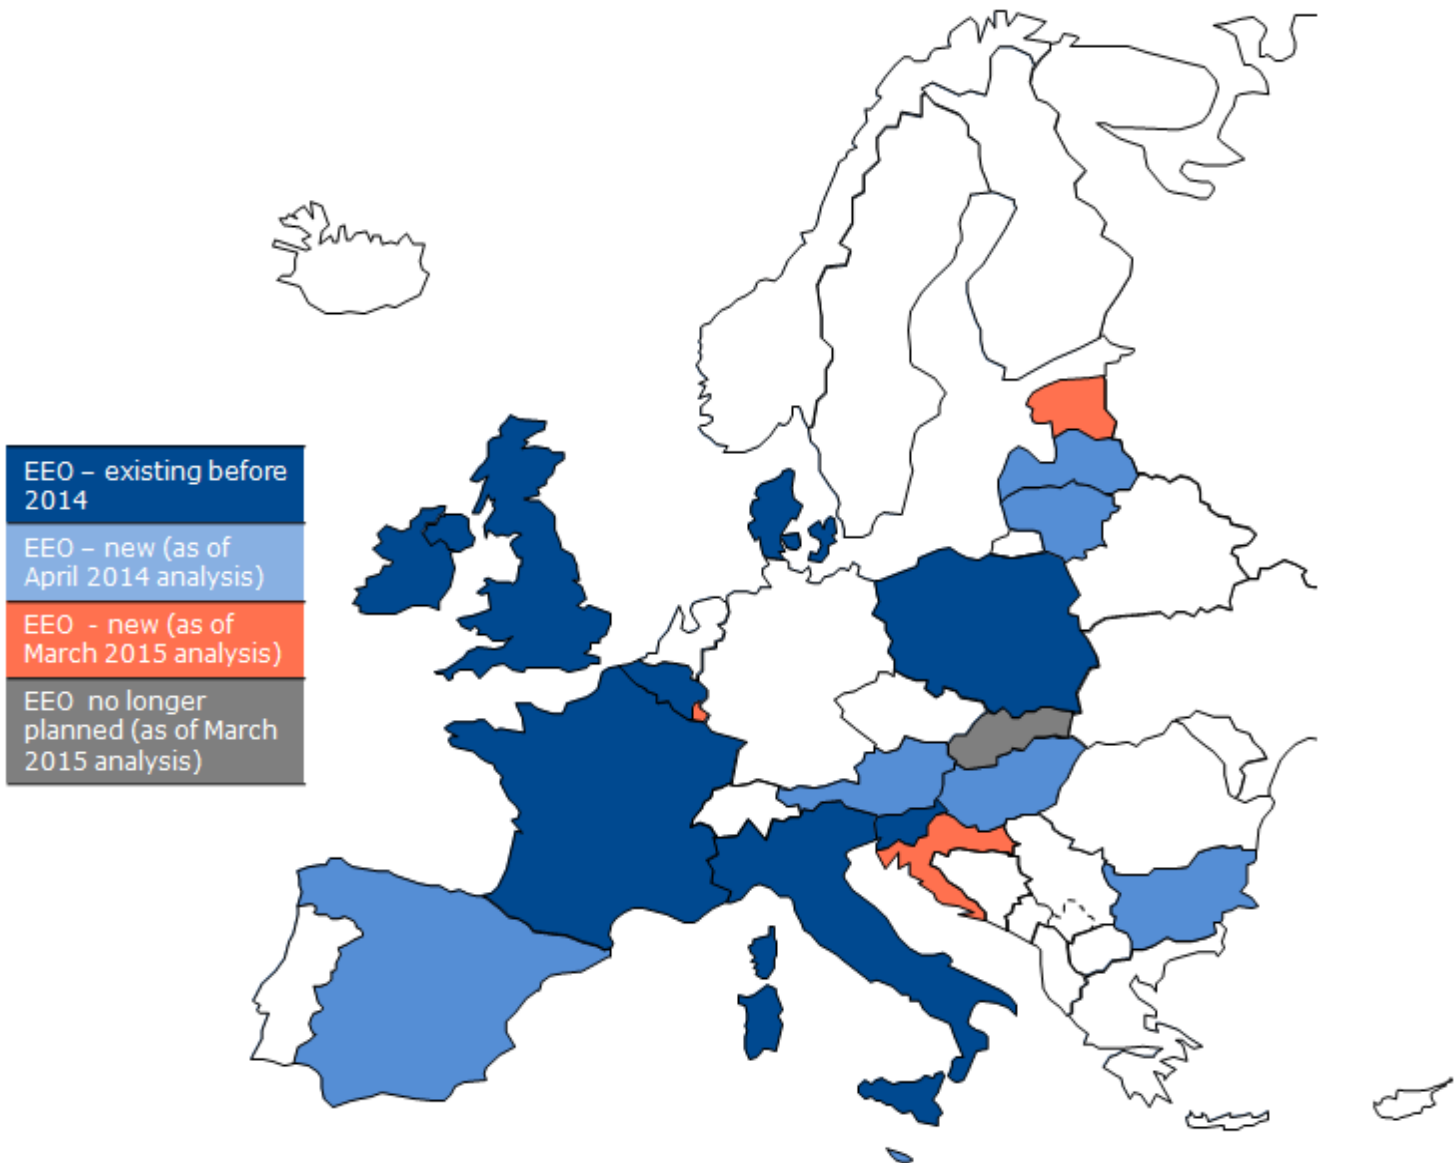 EEO – existing before
2014
EEO – new (as of
April 2014 analysis)
EEO  - new (as of
March 2015 analysis)
EEO  no longer
planned (as of March
2015 analysis)